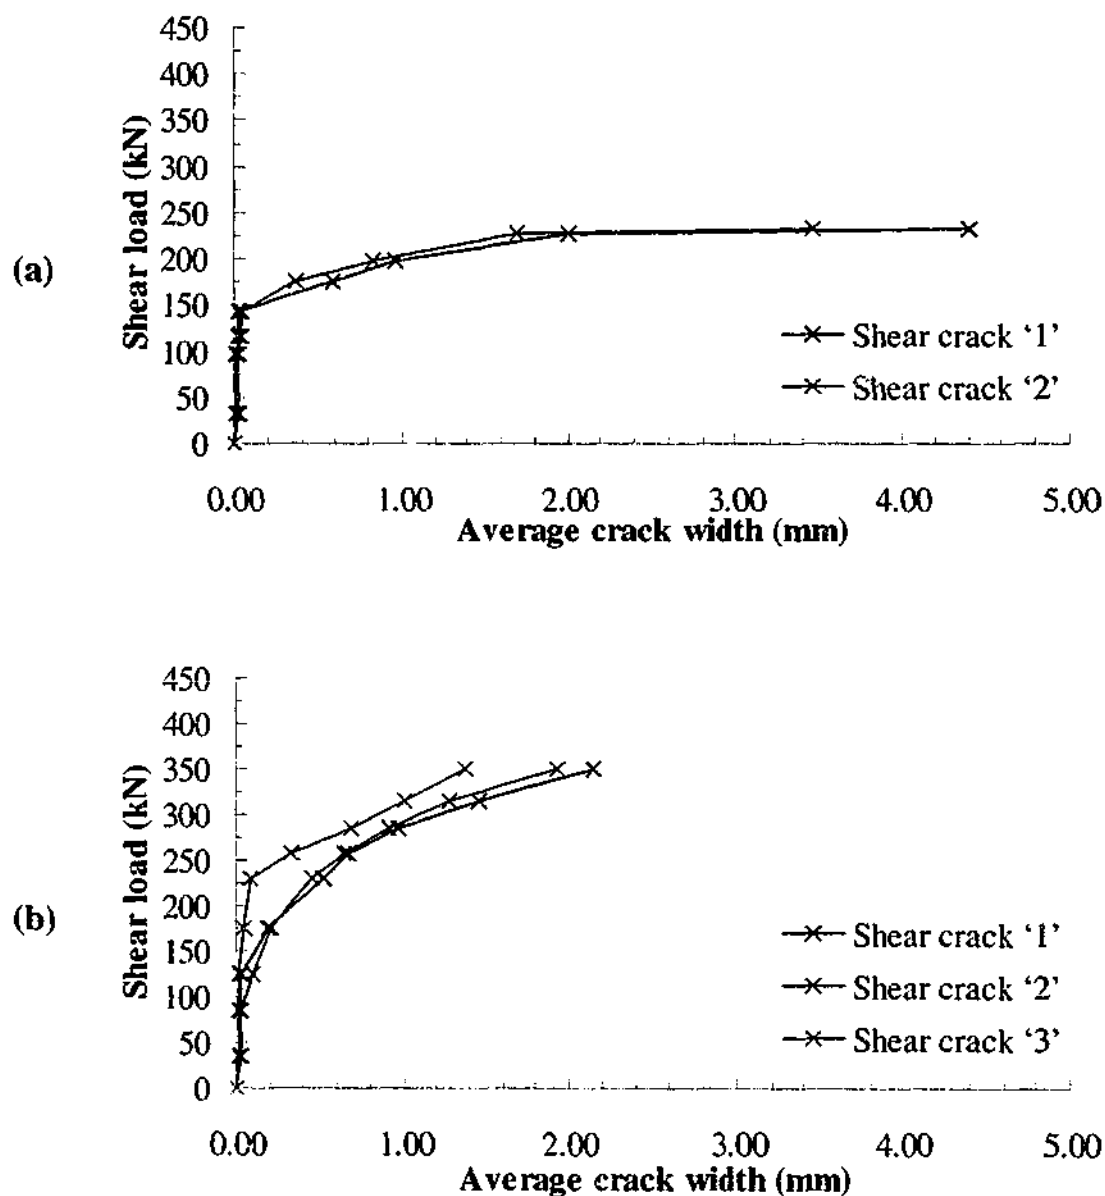 (a)
Shear load (kN)
450
400
350
300
250
200
150
100
50
0
Shear crack ‘1’
Shear crack ‘2’
0.00 1.00 2.00 3.00 4.00 5.00
Average crack width (mm)
(b)
Shear load (kN)
450
400
350
300
250
200
150
100
50
0
Shear crack ‘1’
Shear crack ‘2’
Shear crack ‘3’
0.00 1.00 2.00 3.00 4.00 5.00
Average crack width (mm)